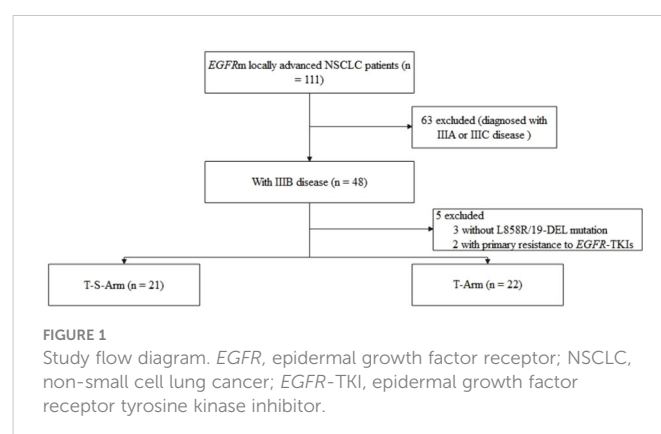 EGFRm locally advanced NSCLC patients (n
= 111)
63 excluded (diagnosed with
IIIA or IIIC disease )
With IIIB disease (n = 48)
5 excluded
3 without L858R/19-DEL mutation
2 with primary resistance to EGFR-TKIs
T-S-Arm (n = 21)
T-Arm (n = 22)
FIGURE 1
Study flow diagram. EGFR, epidermal growth factor receptor; NSCLC,
non-small cell lung cancer; EGFR-TKI, epidermal growth factor
receptor tyrosine kinase inhibitor.